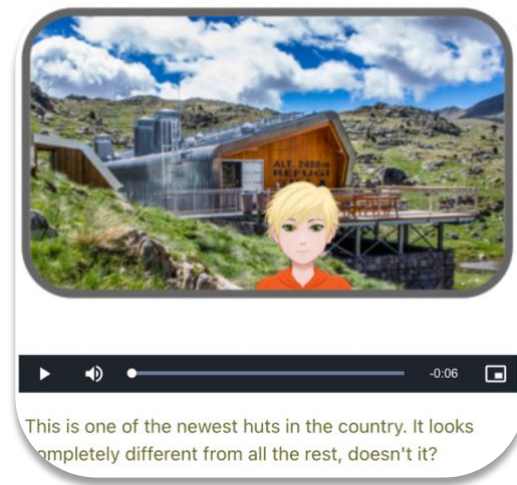 ALT. 2488m
REFUGI
-0:06
This is one of the newest huts in the country. It looks
completely different from all the rest, doesn't it?